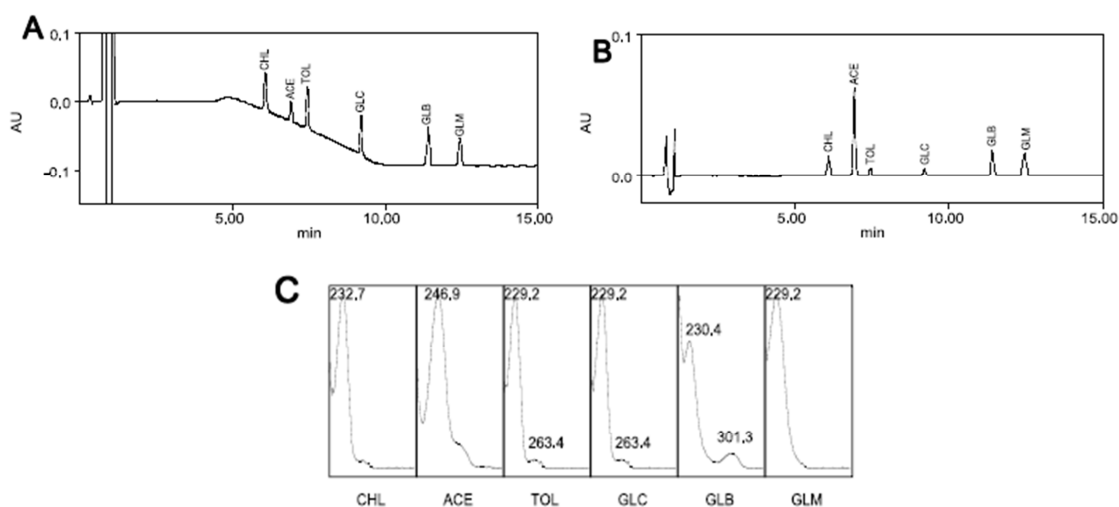 A
0.1
CHL
ACE
TOL
GLC
GLB
GLM
0.0
-0.1
AU
5.00
10.00
15.00
min
B
0.1
ACE
CHL
TOL
GLC
GLB
GLM
0.0
AU
5.00
10.00
15.00
min
C
232.7
246.9
229.2
229.2
229.2
230.4
263.4
263.4
301.3
CHL
ACE
TOL
GLC
GLB
GLM